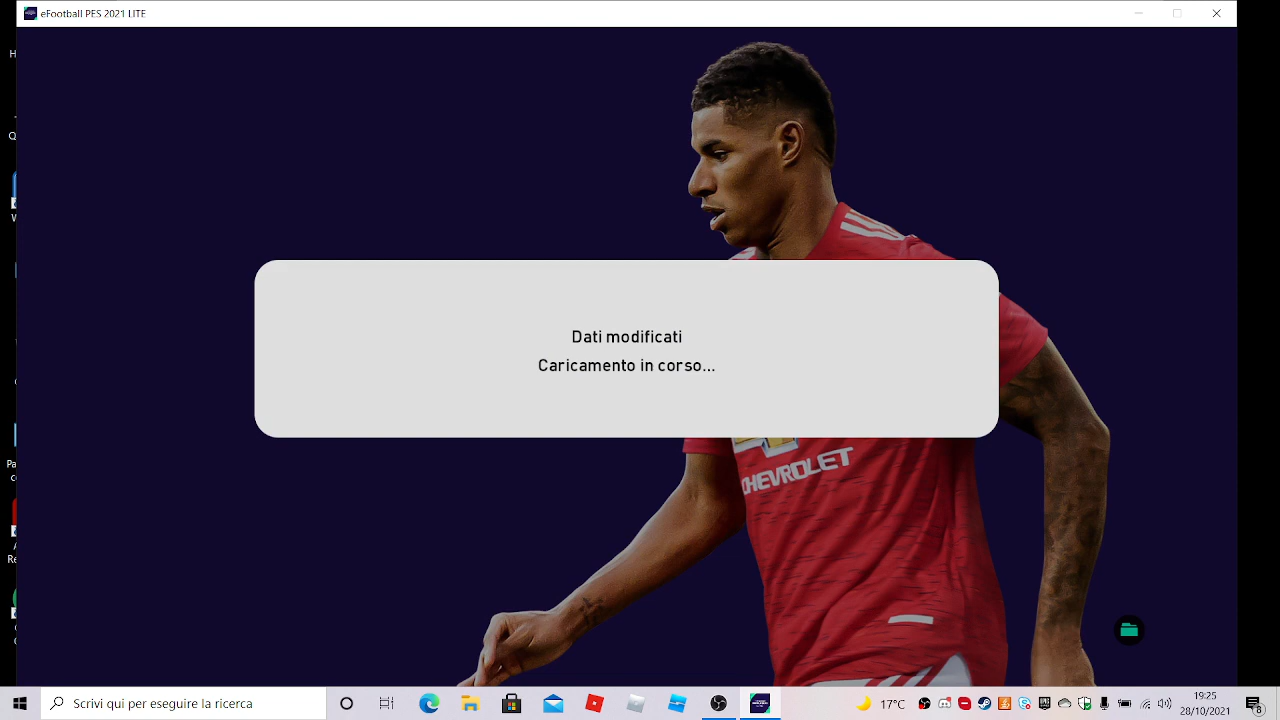 eFootball PES 2021 LITE
Dati modificati
Caricamento in corso...
CHEVROLET
Scrivi qui per eseguire la ricerca
17°C
19:25
28/10/2021
8